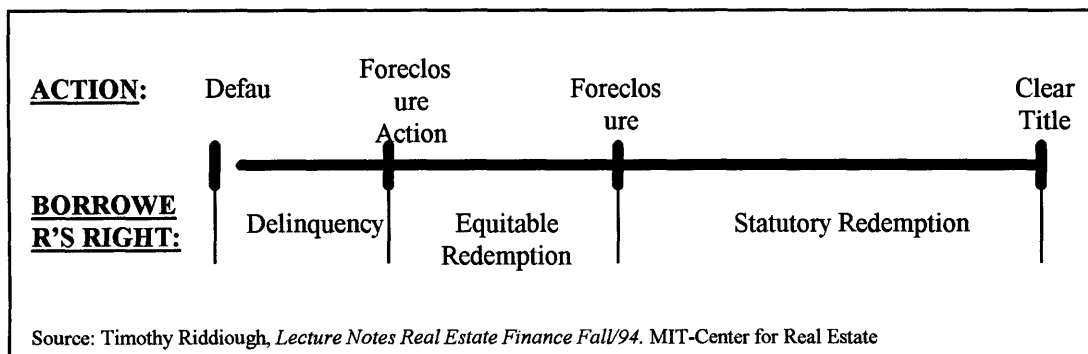 ACTION: Defau Foreclos Foreclos Clear
ure ure Title
Action
BORROWE
R'S RIGHT: Delinquency Equitable Statutory Redemption
Redemption
Source: Timothy Riddiough, Lecture Notes Real Estate Finance Fall/94. MIT-Center for Real Estate